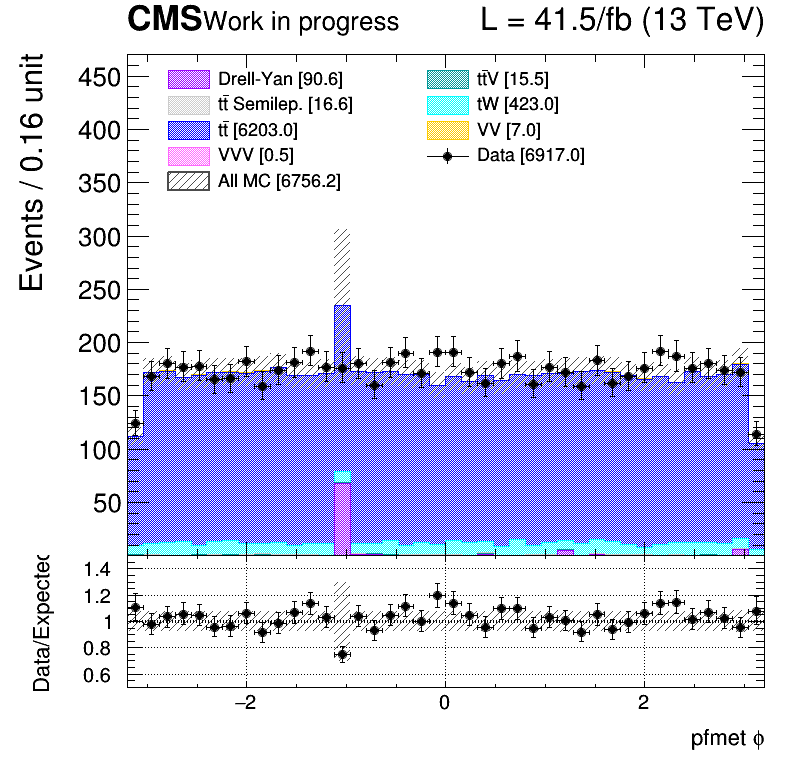 CMS Work in progress L = 41.5/fb (13 TeV)
Events / 0.16 unit
450
400
350
300
250
200
150
100
50
Drell-Yan [90.6]
tt̄ Semilep. [16.6]
tt̄ [6203.0]
VVV [0.5]
All MC [6756.2]
tt̄V [15.5]
tW [423.0]
VV [7.0]
Data [6917.0]
Data/Expected
1.4
1.2
1
0.8
0.6
−2 0 2
pfmet ϕ